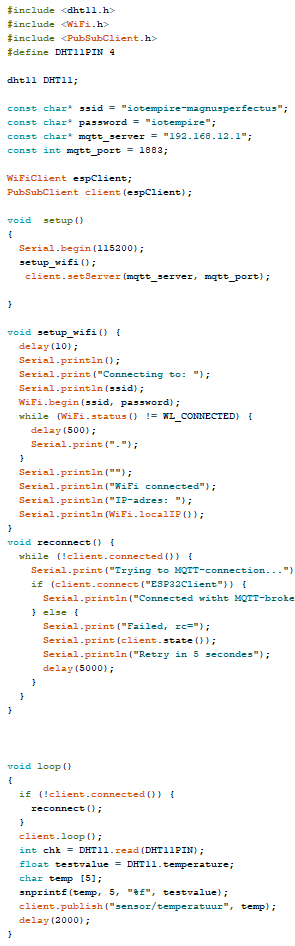 #include <dht11.h>
#include <WiFi.h>
#include <PubSubClient.h>
#define DHT11PIN 4

dht11 DHT11;

const char* ssid = "iotempire-magnusperfectus";
const char* password = "iotempire";
const char* mqtt_server = "192.168.12.1";
const int mqtt_port = 1883;

WiFiClient espClient;
PubSubClient client(espClient);

void  setup()
{
  Serial.begin(115200);
  setup_wifi();
   client.setServer(mqtt_server, mqtt_port);

}

void setup_wifi() {
  delay(10);
  Serial.println();
  Serial.print("Connecting to: ");
  Serial.println(ssid);
  WiFi.begin(ssid, password);
  while (WiFi.status() != WL_CONNECTED) {
    delay(500);
    Serial.print(".");
  }
  Serial.println("");
  Serial.println("WiFi connected");
  Serial.println("IP-adres: ");
  Serial.println(WiFi.localIP());
}
void reconnect() {
  while (!client.connected()) {
    Serial.print("Trying to MQTT-connection...")
    if (client.connect("ESP32Client")) {
      Serial.println("Connected witht MQTT-broke
    } else {
      Serial.print("Failed, rc=");
      Serial.print(client.state());
      Serial.println("Retry in 5 secondes");
      delay(5000);
    }
  }
}

void loop()
{
  if (!client.connected()) {
    reconnect();
  }
  client.loop();
  int chk = DHT11.read(DHT11PIN);
  float testvalue = DHT11.temperature;
  char temp [5];
  snprintf(temp, 5, "%f", testvalue);
  client.publish("sensor/temperatuur", temp);
  delay(2000);
}